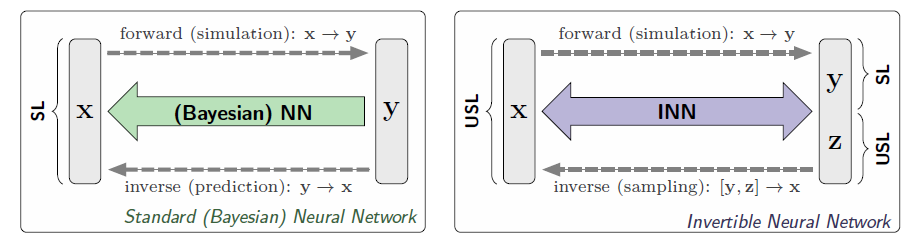 forward (simulation): x → y
SL
x
(Bayesian) NN
y
inverse (prediction): y → x
Standard (Bayesian) Neural Network
forward (simulation): x → y
USL
x
INN
y
z
SL
USL
inverse (sampling): [y, z] → x
Invertible Neural Network